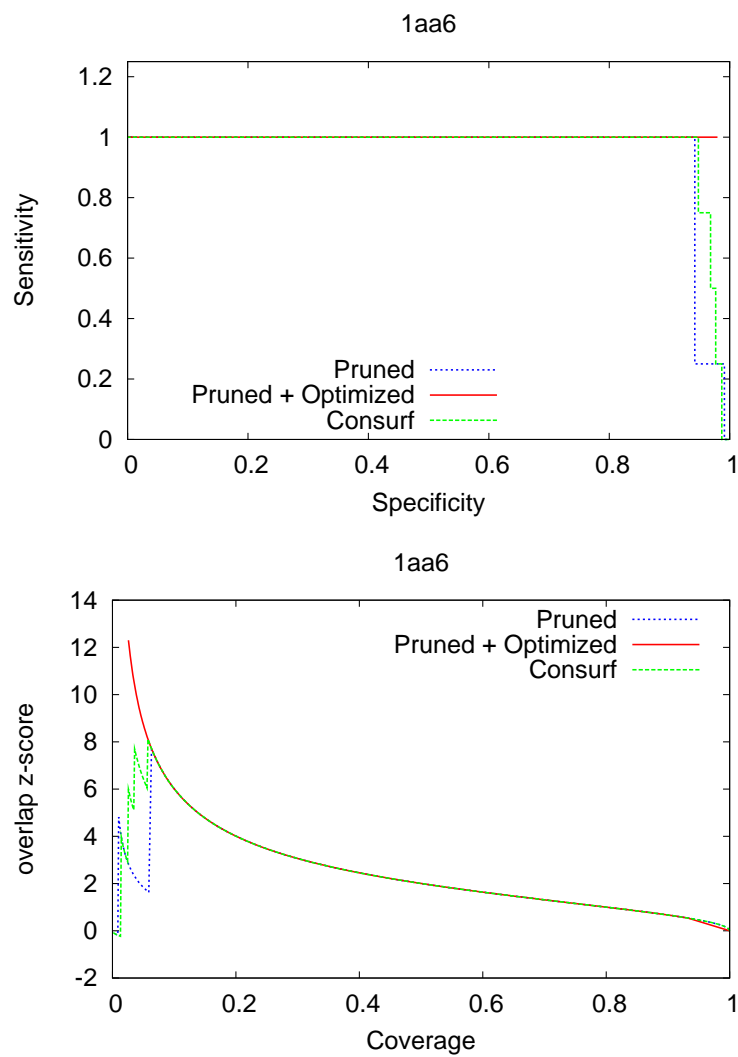 1aa6
1.2
1
0.8
0.6
0.4
0.2
0
Sensitivity
Pruned
Pruned + Optimized
Consurf
0 0.2 0.4 0.6 0.8 1
Specificity
1aa6
14
12
10
8
6
4
2
0
-2
overlap z-score
Pruned
Pruned + Optimized
Consurf
0 0.2 0.4 0.6 0.8 1
Coverage